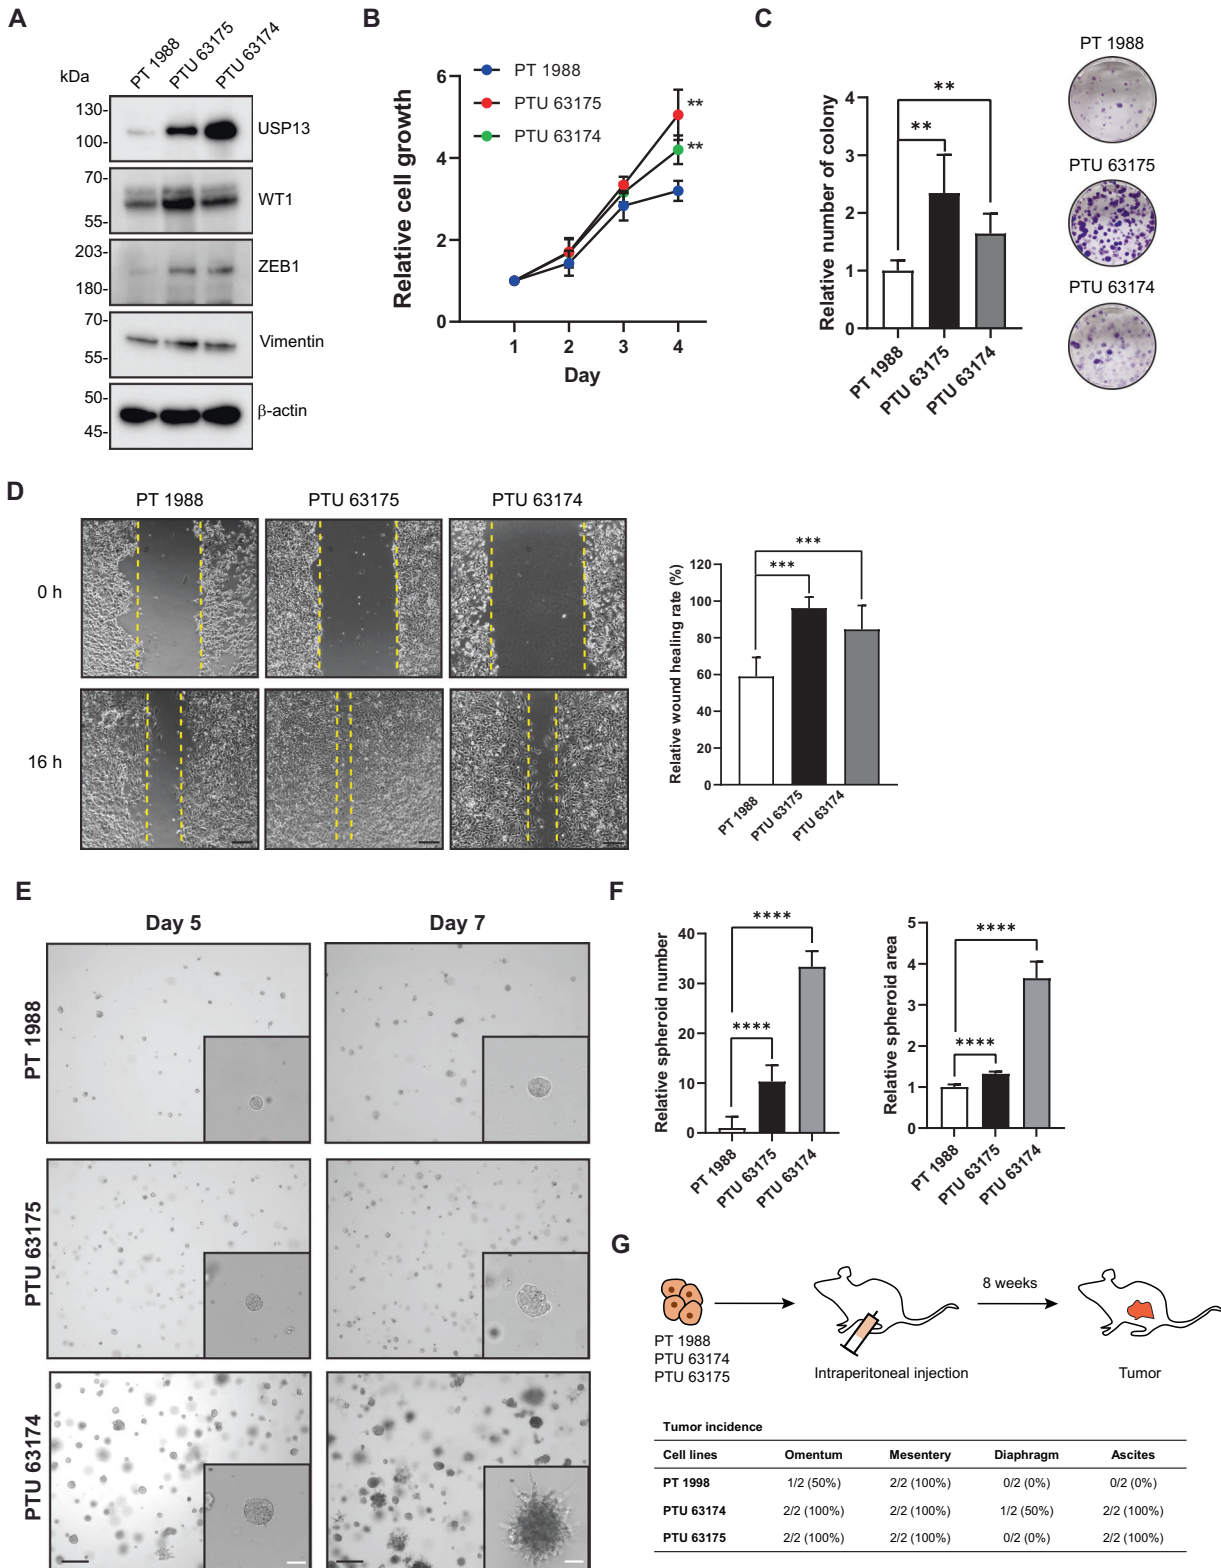 A
PT 1988
PTU 63175
PTU 63174
kDa
130-
100-
USP13
70-
55-
WT1
203-
180-
ZEB1
70-
55-
Vimentin
50-
45-
β-actin
B
PT 1988
PTU 63175
PTU 63174
Relative cell growth
6
4
2
0
**
**
1 2 3 4
Day
C
Relative number of colony
4
3
2
1
0
**
**
PT 1988
PTU 63175
PTU 63174
PT 1988
PTU 63175
PTU 63174
D
PT 1988 PTU 63175 PTU 63174
0 h
16 h
Relative wound healing rate (%)
120
100
80
60
40
20
0
***
***
PT 1988
PTU 63175
PTU 63174
E
Day 5 Day 7
PT 1988
PTU 63175
PTU 63174
F
Relative spheroid number
40
30
20
10
0
****
****
PT 1988
PTU 63175
PTU 63174
Relative spheroid area
5
4
3
2
1
0
****
****
PT 1988
PTU 63175
PTU 63174
G
PT 1988
PTU 63174
PTU 63175
Intraperitoneal injection
8 weeks
Tumor
Tumor incidence
Cell lines Omentum Mesentery Diaphragm Ascites
PT 1998 1/2 (50%) 2/2 (100%) 0/2 (0%) 0/2 (0%)
PTU 63174 2/2 (100%) 2/2 (100%) 1/2 (50%) 2/2 (100%)
PTU 63175 2/2 (100%) 2/2 (100%) 0/2 (0%) 2/2 (100%)